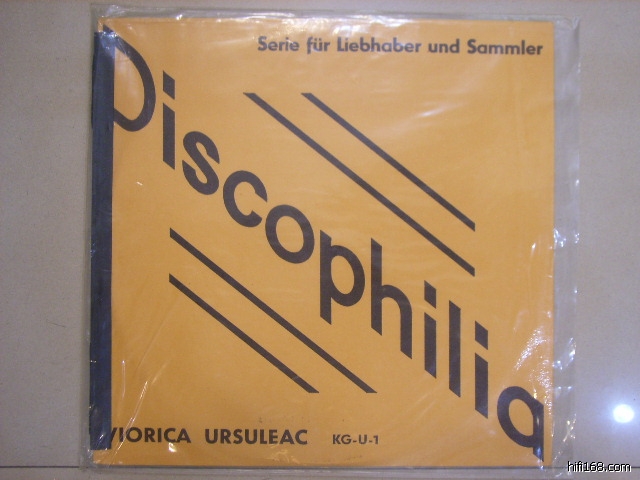 Serie für Liebhaber und Sammler
Discophilia
VIORICA URSULEAC KG-U-1
hifi168.com